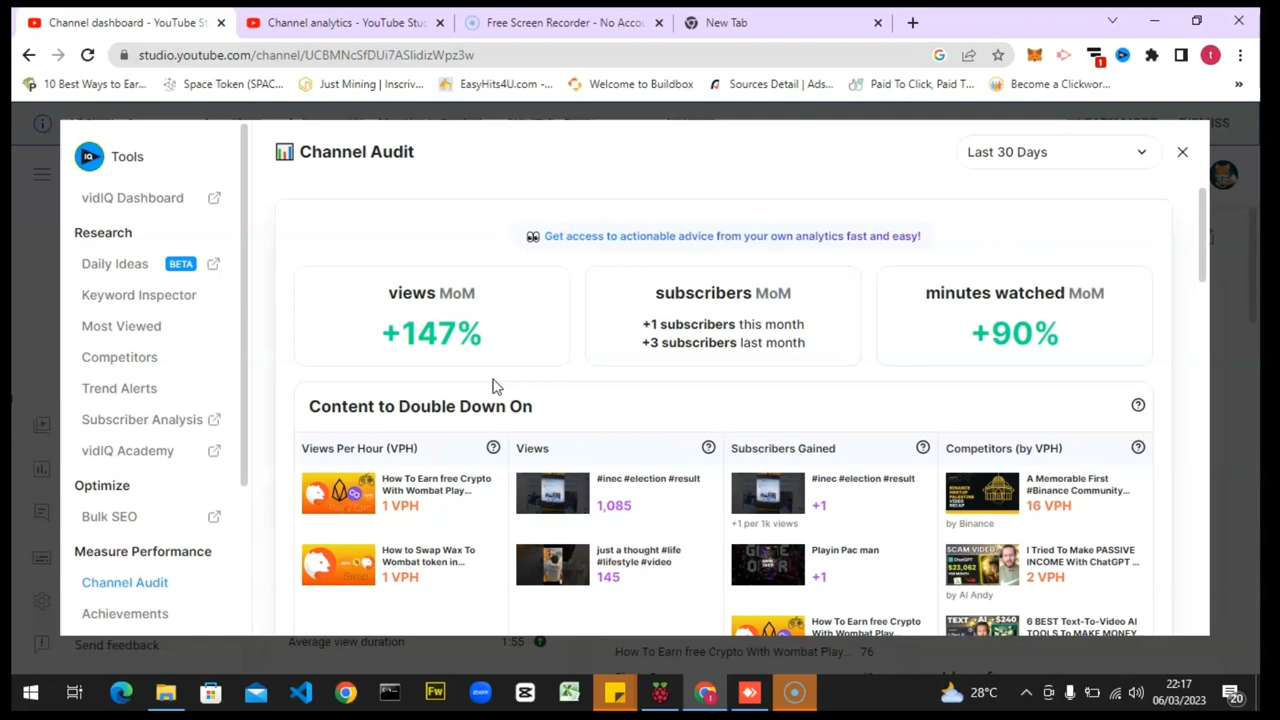 Channel dashboard - YouTube St
Channel analytics - YouTube Stu
Free Screen Recorder - No Acco
New Tab
studio.youtube.com/channel/UCBMNcSfDUi7ASlidizWpz3w
1
t
10 Best Ways to Ear...
Space Token (SPAC...
Just Mining | Inscriv...
EasyHits4U.com -...
Welcome to Buildbox
Sources Detail | Ads...
Paid To Click, Paid T...
Become a Clickwor...
»
Tools
vidIQ Dashboard
Research
Daily Ideas BETA
Keyword Inspector
Most Viewed
Competitors
Trend Alerts
Subscriber Analysis
vidIQ Academy
Optimize
Bulk SEO
Measure Performance
Channel Audit
Achievements
Send feedback
Channel Audit
Last 30 Days
Get access to actionable advice from your own analytics fast and easy!
views MoM
+147%
subscribers MoM
+1 subscribers this month
+3 subscribers last month
minutes watched MoM
+90%
Content to Double Down On
Views Per Hour (VPH)
How To Earn free Crypto
With Wombat Play...
1 VPH
How to Swap Wax To
Wombat token in...
1 VPH
Views
#inec #election #result
1,085
just a thought #life
#lifestyle #video
145
Subscribers Gained
#inec #election #result
+1
+1 per 1k views
Playin Pac man
+1
How To Earn free Crypto
With Wombat Play
Competitors (by VPH)
A Memorable First
#Binance Community...
16 VPH
by Binance
I Tried To Make PASSIVE
INCOME With ChatGPT ...
2 VPH
by AI Andy
6 BEST Text-To-Video AI
TOOLS To MAKE MONEY
Average view duration
1:55
How To Earn free Crypto With Wombat Play...
76
Fw
zoom
28°C
22:17
06/03/2023
20